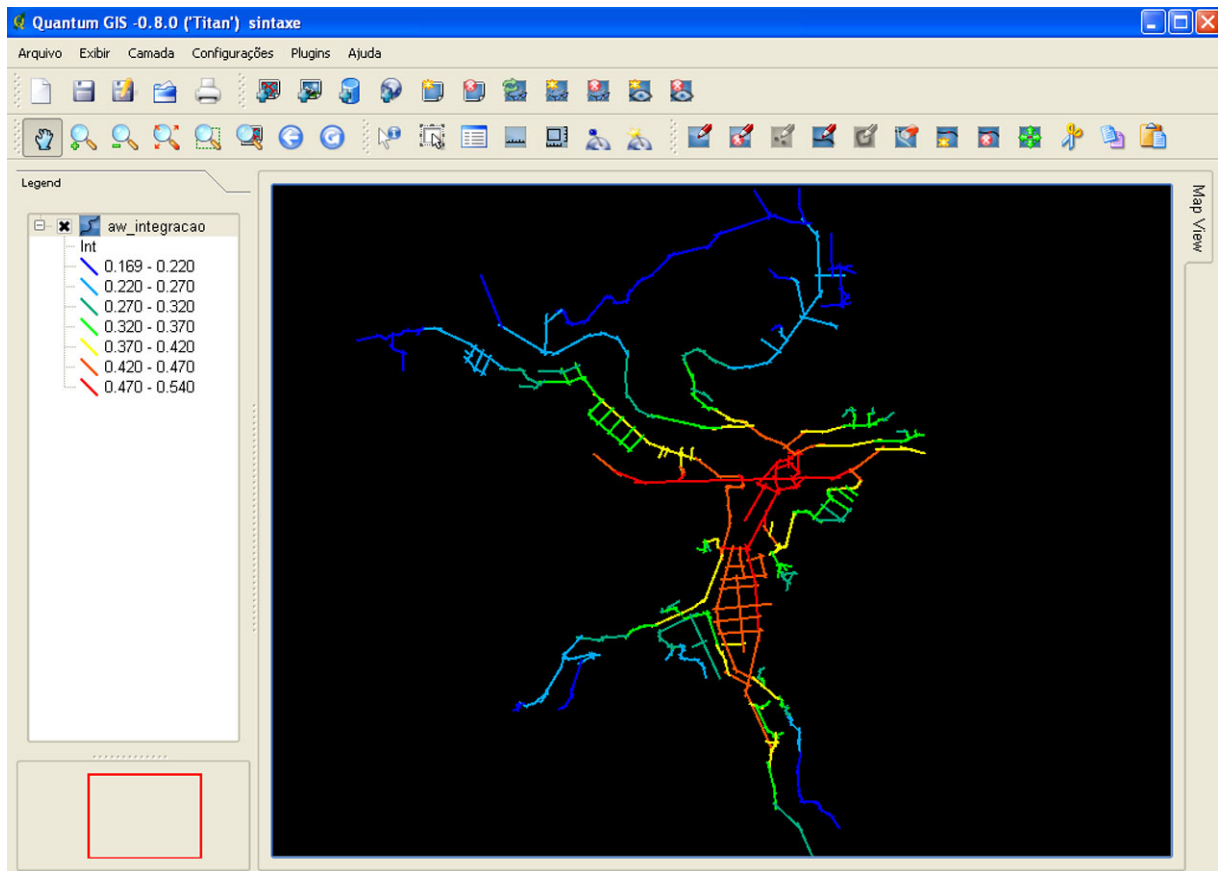 Quantum GIS -0.8.0 ('Titan') sintaxe
Arquivo Exibir Camada Configurações Plugins Ajuda
Legend
aw_integracao
Int
0.169 - 0.220
0.220 - 0.270
0.270 - 0.320
0.320 - 0.370
0.370 - 0.420
0.420 - 0.470
0.470 - 0.540
Map View